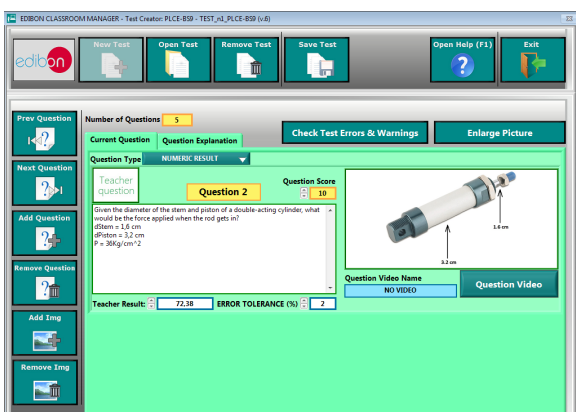 EDIBON CLASSROOM MANAGER - Test Creator: PLCE-BS9 - TEST_n1_PLCE-BS9 (v.6)
edibon
New Test
Open Test
Remove Test
Save Test
Open Help (F1)
Exit
Prev Question
Next Question
Add Question
Remove Question
Add Img
Remove Img
Number of Questions 5
Check Test Errors & Warnings
Enlarge Picture
Current Question
Question Explanation
Question Type NUMERIC RESULT
Teacher question
Question 2
Question Score
10
Given the diameter of the stem and piston of a double-acting cylinder, what
would be the force applied when the rod gets in?
dStem = 1,6 cm
dPiston = 3,2 cm
P = 36Kg/cm^2
Teacher Result: 72,38 ERROR TOLERANCE (%) 2
1.6 cm
3.2 cm
Question Video Name
NO VIDEO
Question Video